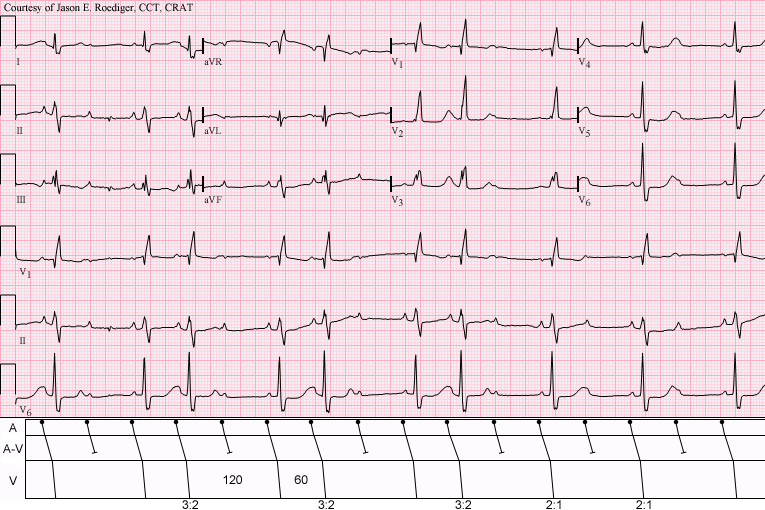 Courtesy of Jason E. Roediger, CCT, CRAT
I aVR V1 V4
II aVL V2 V5
III aVF V3 V6
V1
II
V6
A
A-V
V 120 60
3:2 3:2 3:2 2:1 2:1